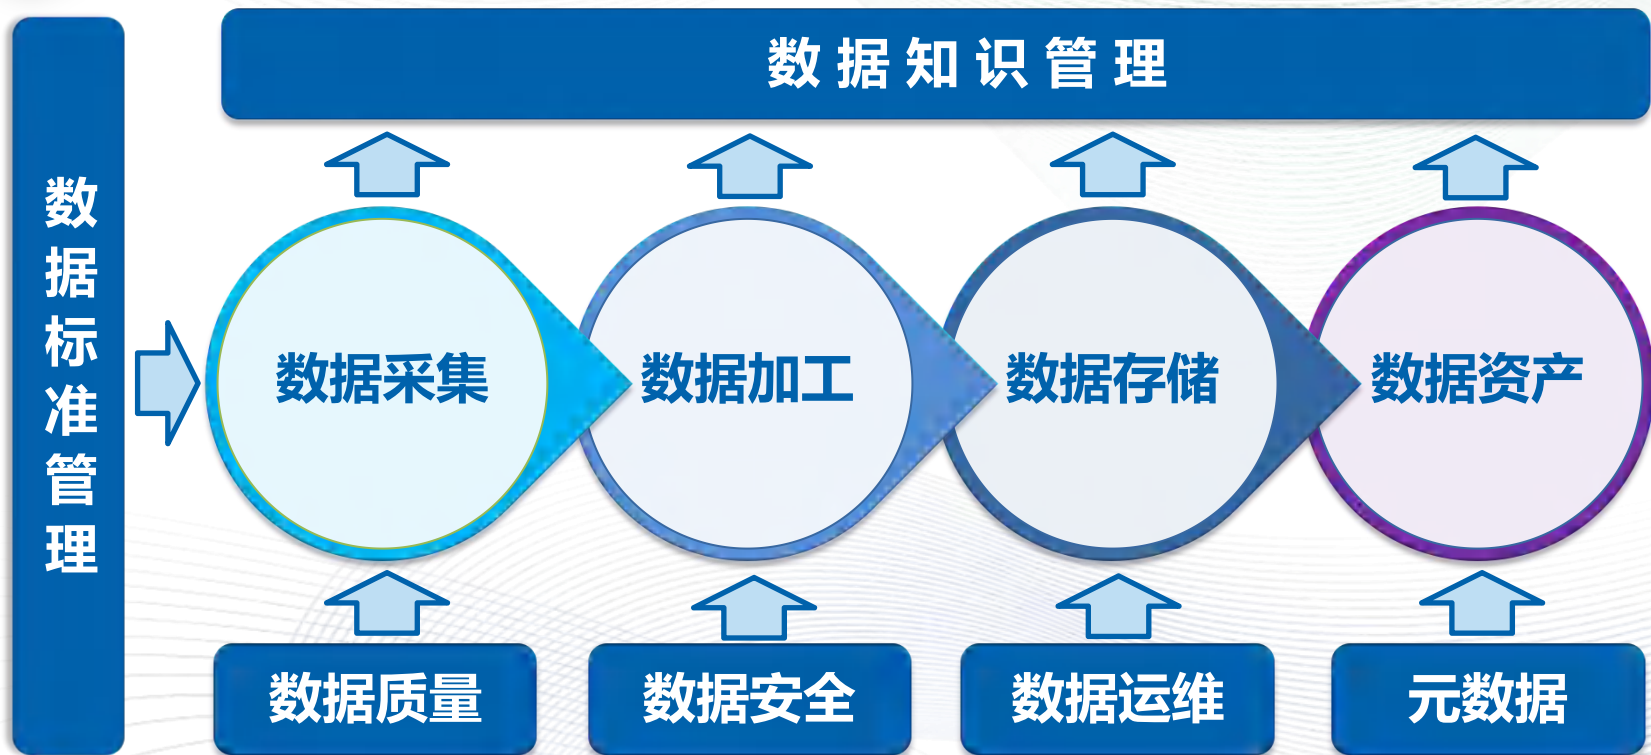 数据知识管理
数据标准管理
数据采集
数据加工
数据存储
数据资产
数据质量
数据安全
数据运维
元数据